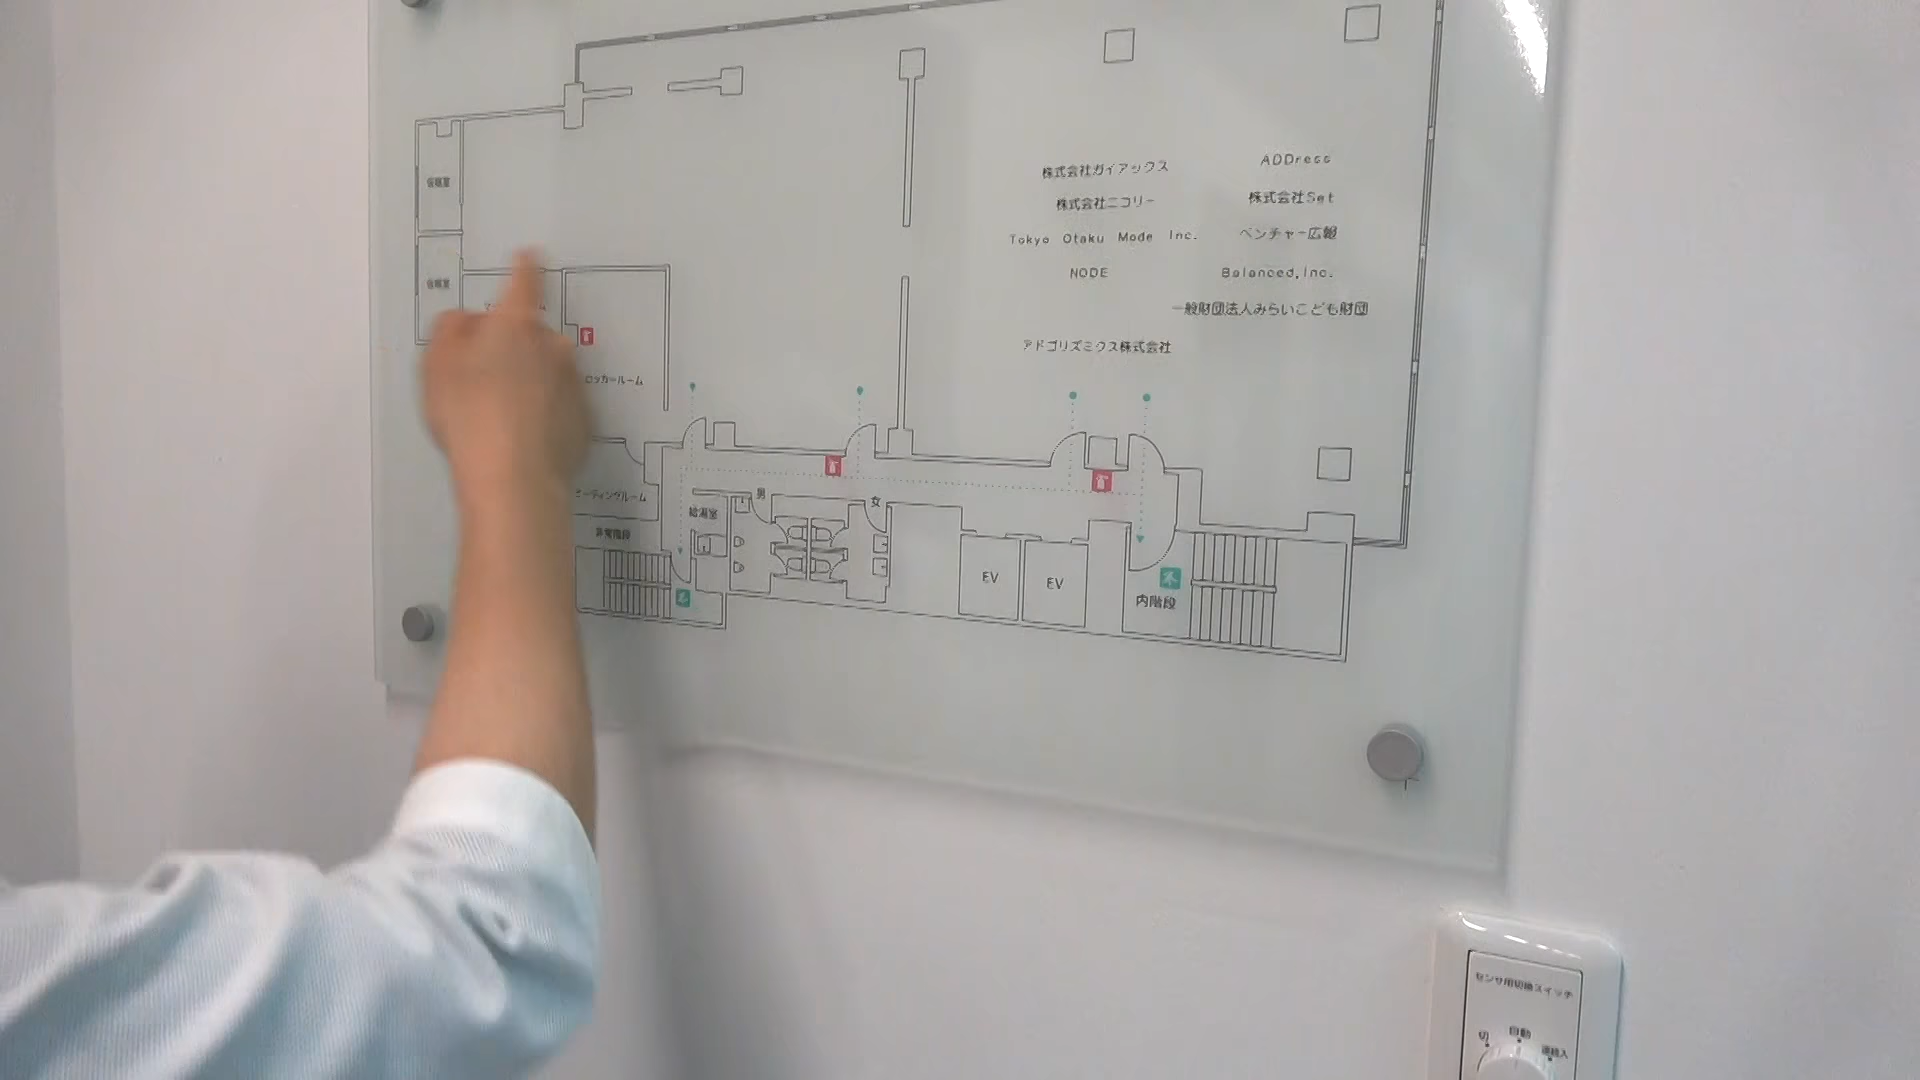 仮眠室
仮眠室
ロッカールーム
ミーティングルーム
非常階段
給湯室
男
女
EV
EV
内階段
株式会社ガイアックス
株式会社ニコリー
Tokyo Otaku Mode Inc.
NODE
アドゴリズミクス株式会社
ADDress
株式会社Set
ベンチャー広報
Balanced,Inc.
一般財団法人みらいこども財団
センサ用切換スイッチ
切
自動
連続入